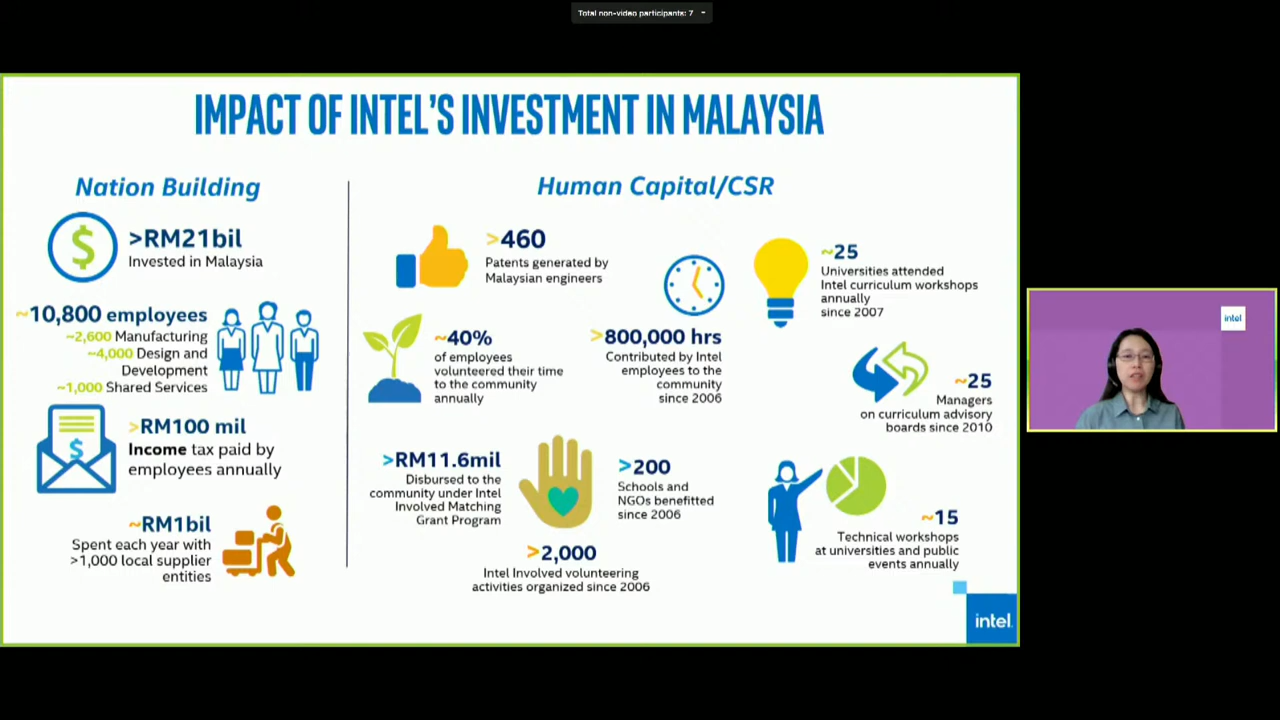 Total non-video participants: 7
IMPACT OF INTEL'S INVESTMENT IN MALAYSIA
Nation Building
>RM21bil
Invested in Malaysia
~10,800 employees
~2,600 Manufacturing
~4,000 Design and
Development
~1,000 Shared Services
>RM100 mil
Income tax paid by
employees annually
~RM1bil
Spent each year with
>1,000 local supplier
entities
Human Capital/CSR
>460
Patents generated by
Malaysian engineers
~40%
of employees
volunteered their time
to the community
annually
>800,000 hrs
Contributed by Intel
employees to the
community
since 2006
>RM11.6mil
Disbursed to the
community under Intel
Involved Matching
Grant Program
>200
Schools and
NGOs benefitted
since 2006
>2,000
Intel Involved volunteering
activities organized since 2006
~25
Universities attended
Intel curriculum workshops
annually
since 2007
~25
Managers
on curriculum advisory
boards since 2010
~15
Technical workshops
at universities and public
events annually
intel.
intel